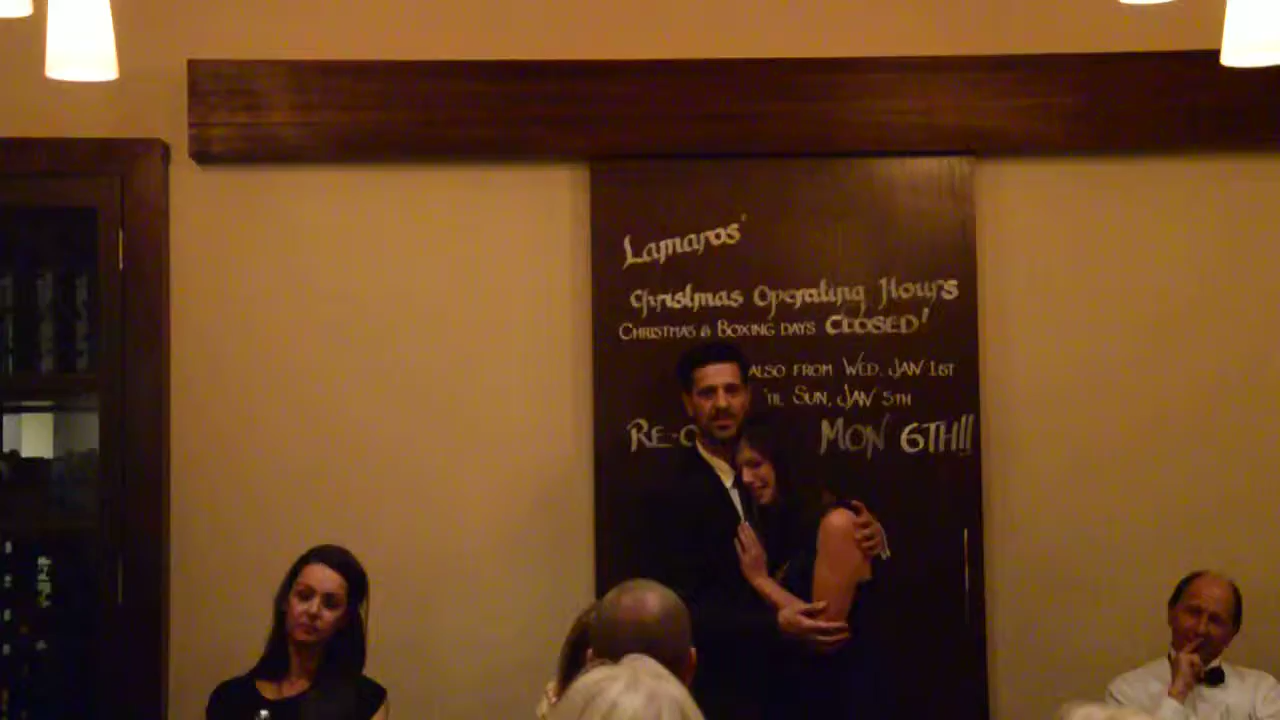 Lamaros'
Christmas Operating Hours
CHRISTMAS & BOXING DAYS CLOSED!
ALSO FROM WED, JAN 1ST
'TIL SUN, JAN 5TH
RE-O MON 6TH!!